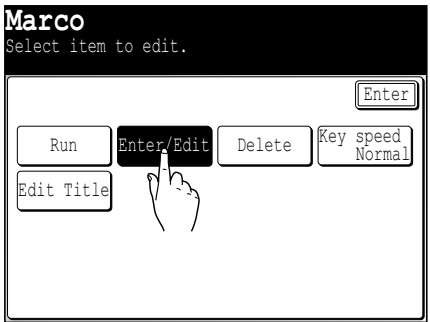 Marco
Select item to edit.
Enter
Run
Enter/Edit
Delete
Key speed
Normal
Edit Title